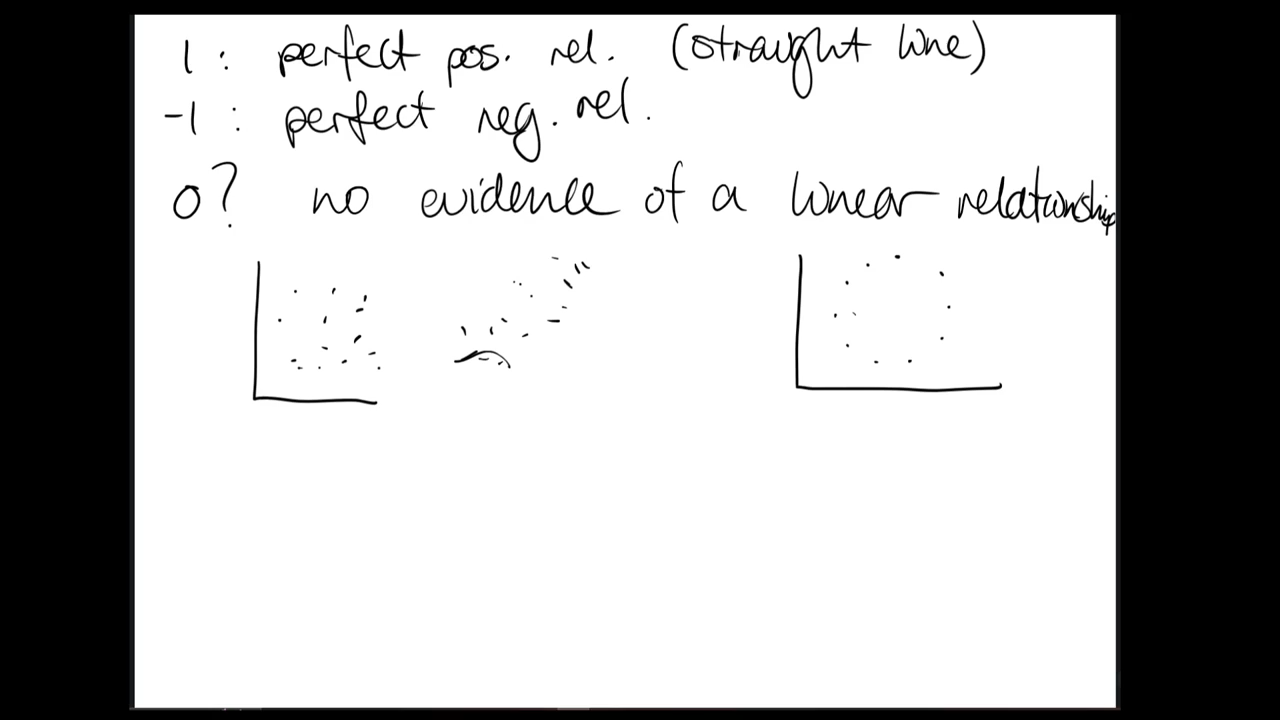 1 : perfect pos. rel. (straight line)
-1 : perfect neg. rel.
0? no evidence of a linear relationship